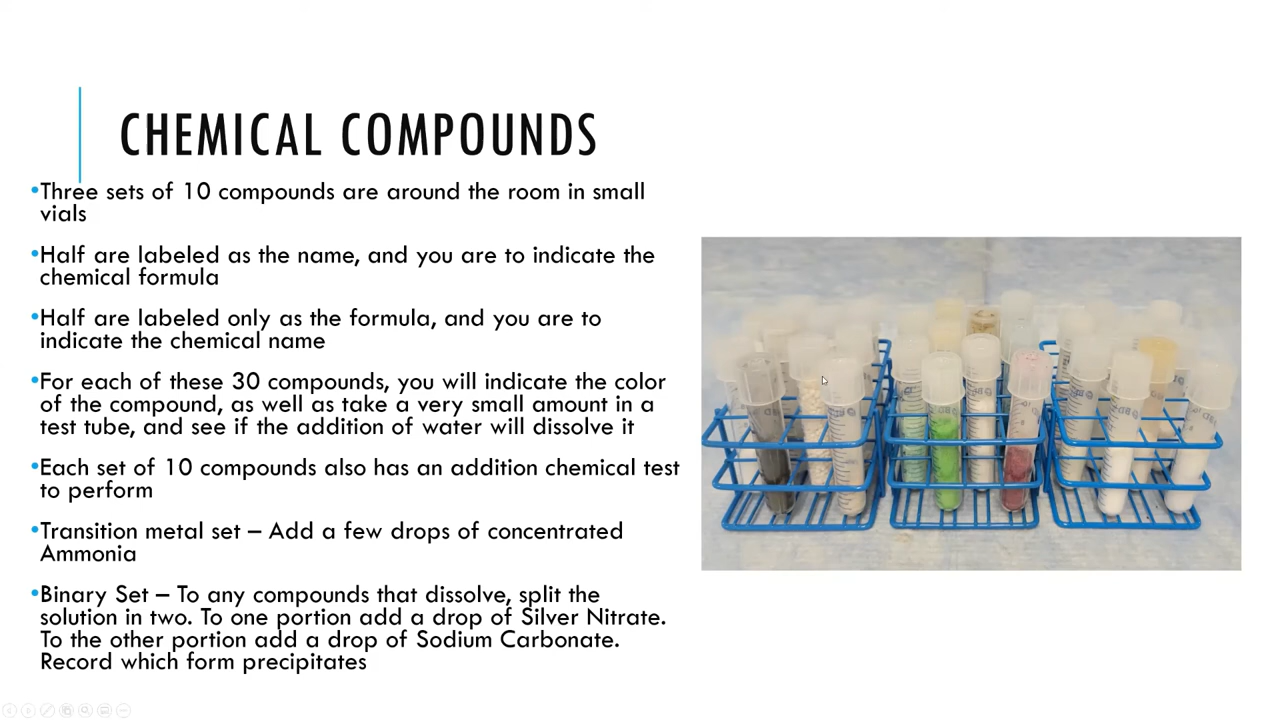 CHEMICAL COMPOUNDS
•Three sets of 10 compounds are around the room in small
vials
•Half are labeled as the name, and you are to indicate the
chemical formula
•Half are labeled only as the formula, and you are to
indicate the chemical name
•For each of these 30 compounds, you will indicate the color
of the compound, as well as take a very small amount in a
test tube, and see if the addition of water will dissolve it
•Each set of 10 compounds also has an addition chemical test
to perform
•Transition metal set – Add a few drops of concentrated
Ammonia
•Binary Set – To any compounds that dissolve, split the
solution in two. To one portion add a drop of Silver Nitrate.
To the other portion add a drop of Sodium Carbonate.
Record which form precipitates